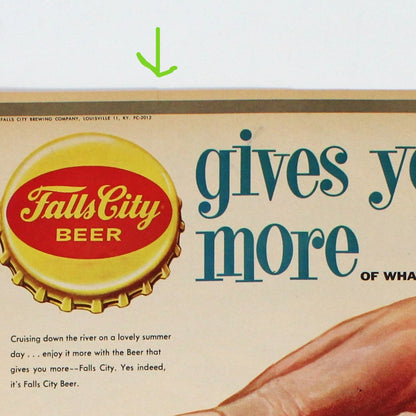 FALLS CITY BREWING COMPANY, LOUISVILLE 11, KY. FC-2012
gives yo
more
OF WHA
Falls City
BEER
Cruising down the river on a lovely summer
day . . . enjoy it more with the Beer that
gives you more--Falls City. Yes indeed,
it's Falls City Beer.